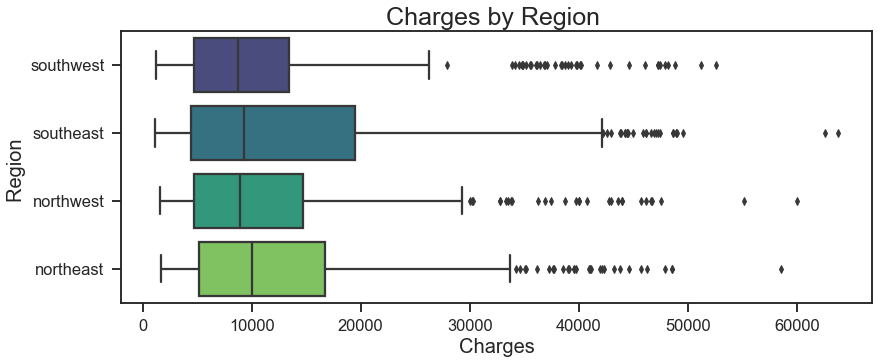 Charges by Region
Region
southwest
southeast
northwest
northeast
0 10000 20000 30000 40000 50000 60000
Charges